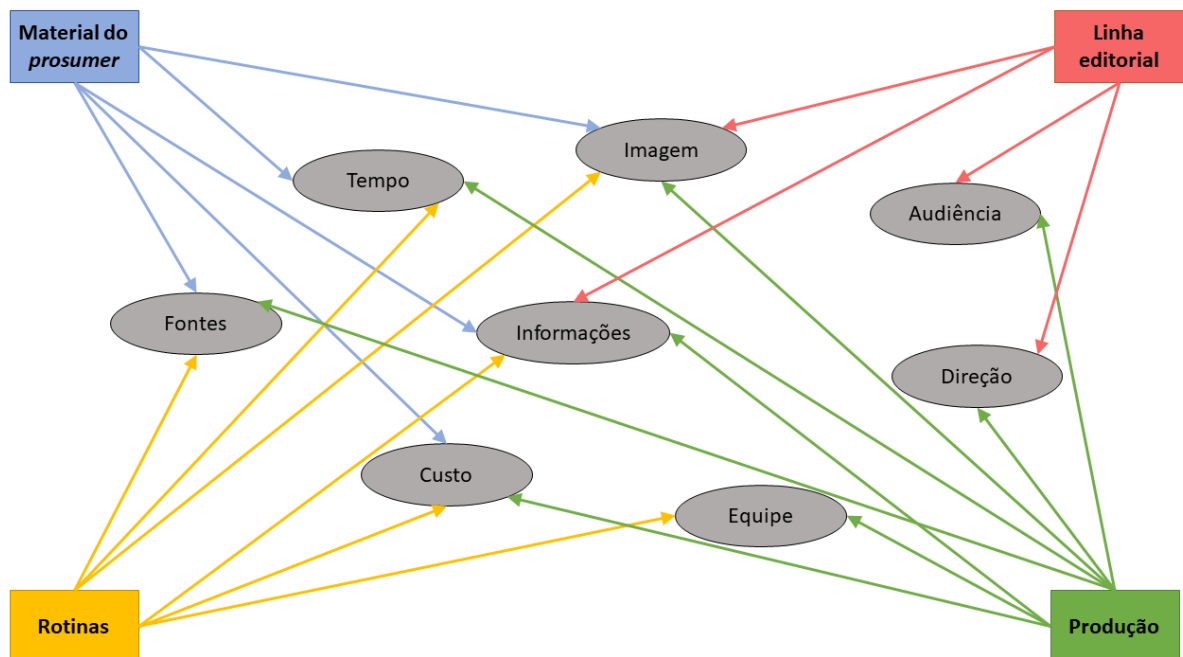 Material do
prosumer
Linha
editorial
Imagem
Tempo
Audiência
Fontes
Informações
Direção
Custo
Equipe
Rotinas
Produção